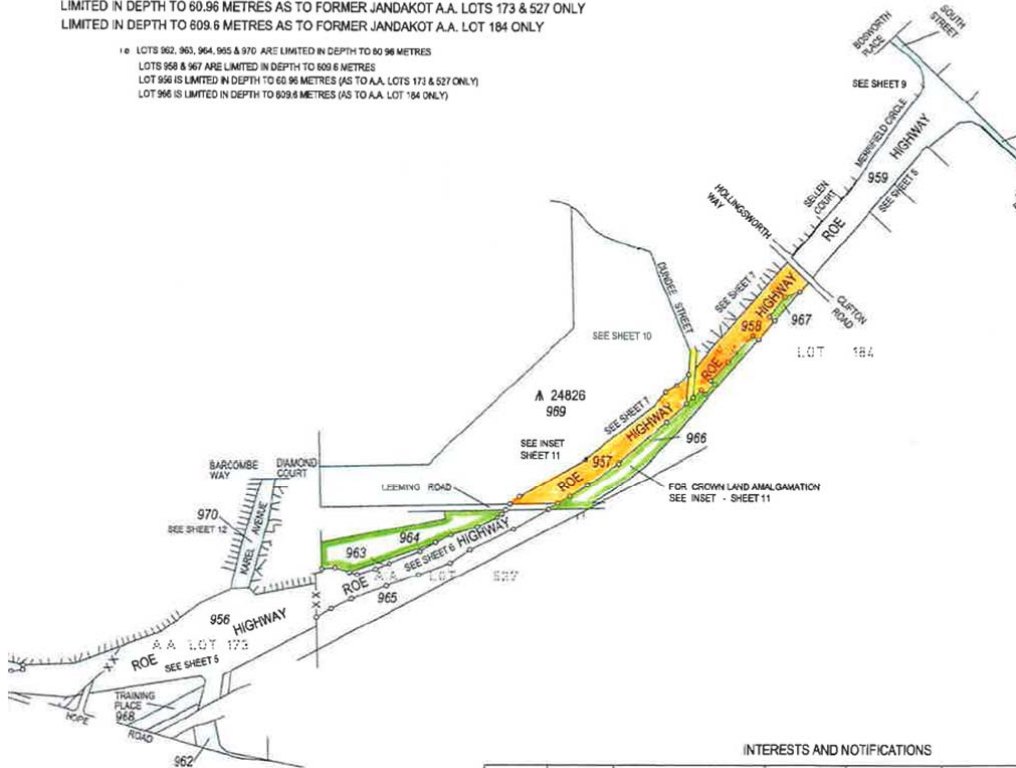 LIMITED IN DEPTH TO 60.96 METRES AS TO FORMER JANDAKOT A.A. LOTS 173 & 527 ONLY
LIMITED IN DEPTH TO 609.6 METRES AS TO FORMER JANDAKOT A.A. LOT 184 ONLY
i e LOTS 962, 963, 964, 965 & 970 ARE LIMITED IN DEPTH TO 60 96 METRES
LOTS 958 & 967 ARE LIMITED IN DEPTH TO 609 6 METRES
LOT 956 IS LIMITED IN DEPTH TO 60 96 METRES (AS TO A.A. LOTS 173 & 527 ONLY)
LOT 966 IS LIMITED IN DEPTH TO 609.6 METRES (AS TO A.A. LOT 184 ONLY)
BOSWORTH
PLACE
SOUTH
STREET
SEE SHEET 9
MERRIFIELD CIRCLE
HIGHWAY
959
SEE SHEET 8
SELLEN
COURT
ROE
HOLLINGSWORTH
WAY
CLIFTON
ROAD
DUNDEE STREET
SEE SHEET 7
HIGHWAY
958
967
ROE
LOT 184
SEE SHEET 10
24826
969
SEE SHEET 7
HIGHWAY
966
SEE INSET
SHEET 11
957
ROE
FOR CROWN LAND AMALGAMATION
SEE INSET - SHEET 11
BARCOMBE
WAY
DIAMOND
COURT
LEEMING ROAD
970
SEE SHEET 12
KAREL AVENUE
963
964
SEE SHEET 6
HIGHWAY
ROE
A A LOT 527
965
956
HIGHWAY
A A LOT 173
ROE
SEE SHEET 5
TRAINING
PLACE
968
HOPE
ROAD
962
INTERESTS AND NOTIFICATIONS